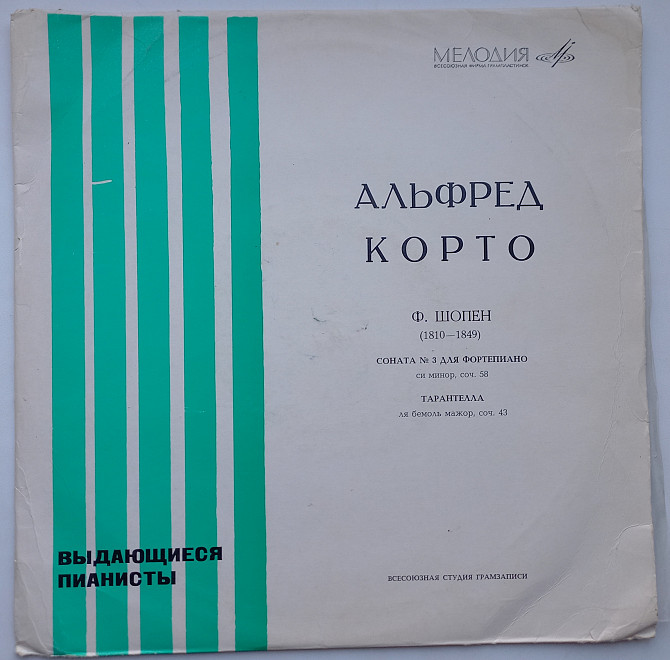 МЕЛОДИЯ
ВСЕСОЮЗНАЯ ФИРМА ГРАМПЛАСТИНОК
АЛЬФРЕД
КОРТО
Ф. ШОПЕН
(1810—1849)
СОНАТА № 3 ДЛЯ ФОРТЕПИАНО
си минор, соч. 58
ТАРАНТЕЛЛА
ля бемоль мажор, соч. 43
ВЫДАЮЩИЕСЯ
ПИАНИСТЫ
ВСЕСОЮЗНАЯ СТУДИЯ ГРАМЗАПИСИ